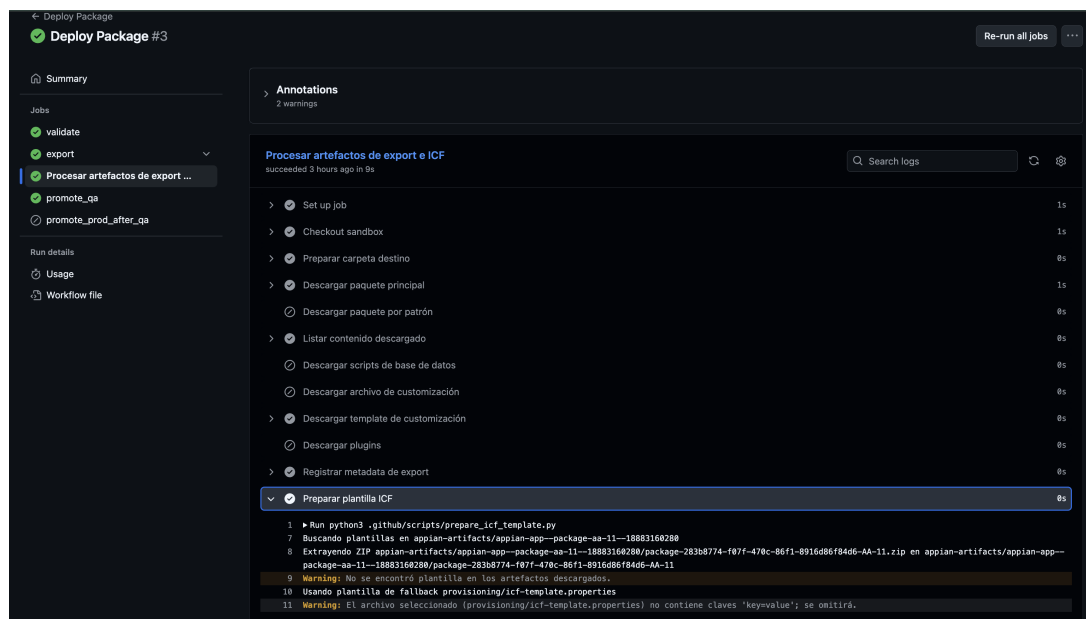 ← Deploy Package
Deploy Package #3
Re-run all jobs
Summary
Jobs
validate
export
Procesar artefactos de export ...
promote_qa
promote_prod_after_qa
Run details
Usage
Workflow file
Annotations
2 warnings
Procesar artefactos de export e ICF
succeeded 3 hours ago in 9s
Search logs
Set up job 1s
Checkout sandbox 1s
Preparar carpeta destino 0s
Descargar paquete principal 1s
Descargar paquete por patrón 0s
Listar contenido descargado 0s
Descargar scripts de base de datos 0s
Descargar archivo de customización 0s
Descargar template de customización 0s
Descargar plugins 0s
Registrar metadata de export 0s
Preparar plantilla ICF 0s
1 Run python3 .github/scripts/prepare_icf_template.py
7 Buscando plantillas en appian-artifacts/appian-app--package-aa-11--18883160280
8 Extrayendo ZIP appian-artifacts/appian-app--package-aa-11--18883160280/package-283b8774-f07f-470c-86f1-8916d86f84d6-AA-11.zip en appian-artifacts/appian-app--
package-aa-11--18883160280/package-283b8774-f07f-470c-86f1-8916d86f84d6-AA-11
9 Warning: No se encontró plantilla en los artefactos descargados.
10 Usando plantilla de fallback provisioning/icf-template.properties
11 Warning: El archivo seleccionado (provisioning/icf-template.properties) no contiene claves 'key=value'; se omitirá.